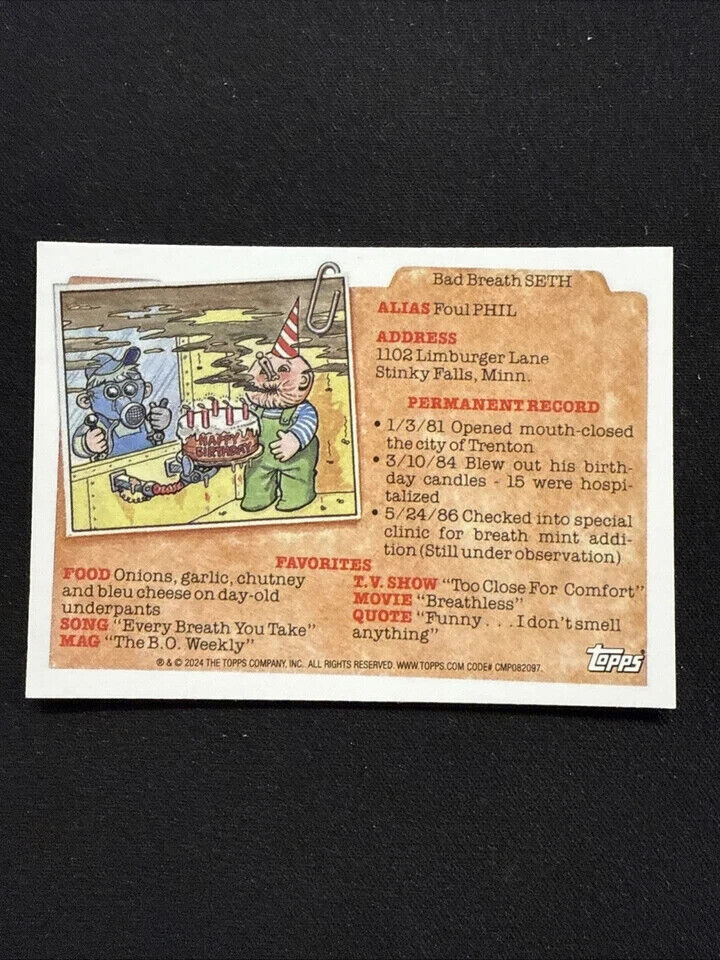 Bad Breath SETH
ALIAS Foul PHIL
ADDRESS
1102 Limburger Lane
Stinky Falls, Minn.
PERMANENT RECORD
• 1/3/81 Opened mouth-closed
the city of Trenton
• 3/10/84 Blew out his birth-
day candles - 15 were hospi-
talized
• 5/24/86 Checked into special
clinic for breath mint addi-
tion (Still under observation)
HAPPY
BIRTHDAY
FAVORITES
FOOD Onions, garlic, chutney
and bleu cheese on day-old
underpants
SONG "Every Breath You Take"
MAG "The B.O. Weekly"
T.V. SHOW "Too Close For Comfort"
MOVIE "Breathless"
QUOTE "Funny . . . I don't smell
anything"
® & © 2024 THE TOPPS COMPANY, INC. ALL RIGHTS RESERVED. WWW.TOPPS.COM CODE# CMP082097.
topps